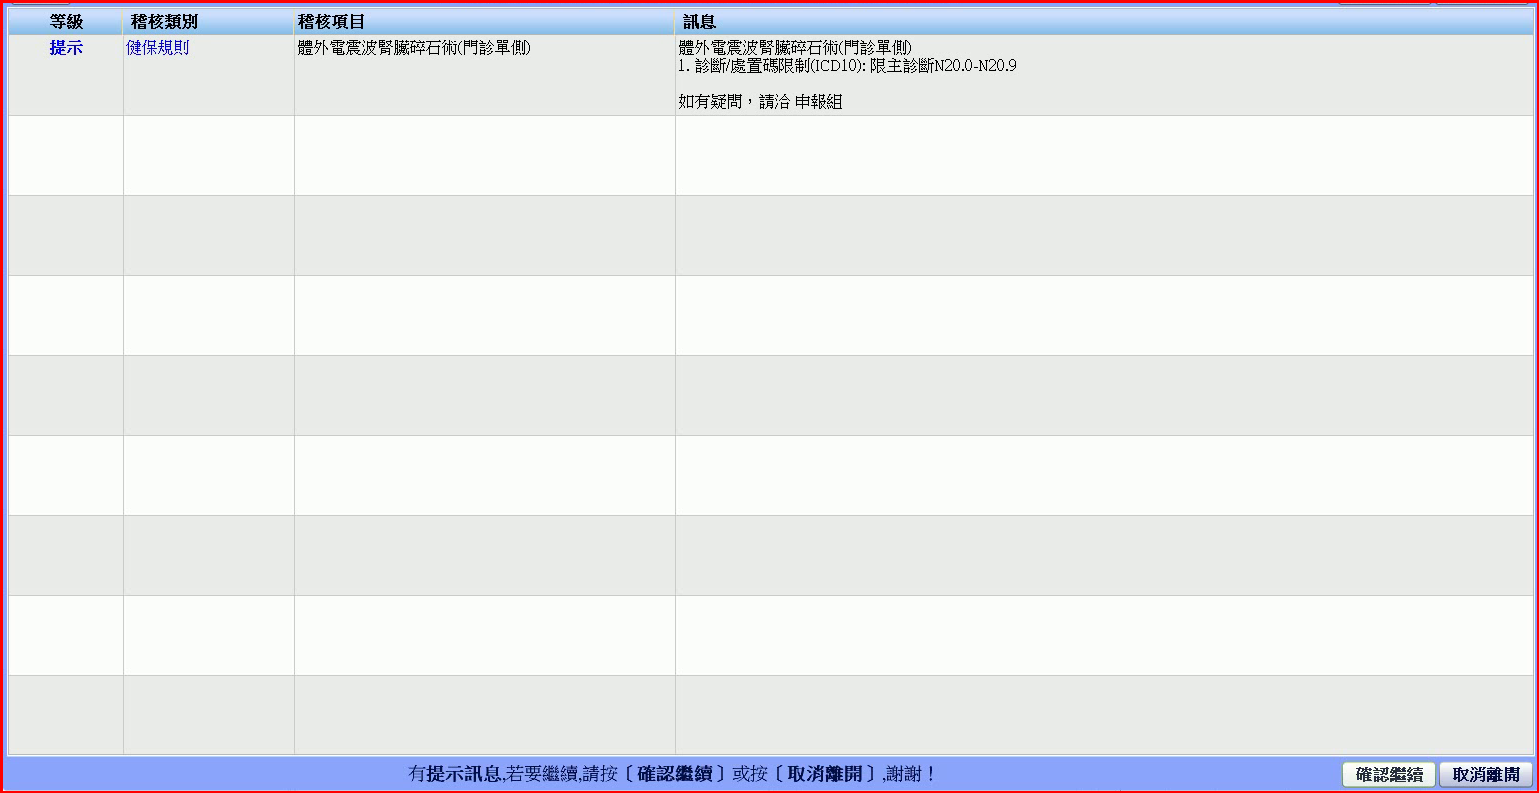 等級 稽核類別 稽核項目 訊息
提示 健保規則 體外電震波腎臟碎石術(門診單側) 體外電震波腎臟碎石術(門診單側)
1. 診斷/處置碼限制(ICD10): 限主診斷N20.0-N20.9
如有疑問，請洽 申報組
有提示訊息,若要繼續,請按〔確認繼續〕或按〔取消離開〕,謝謝！ 確認繼續 取消離開